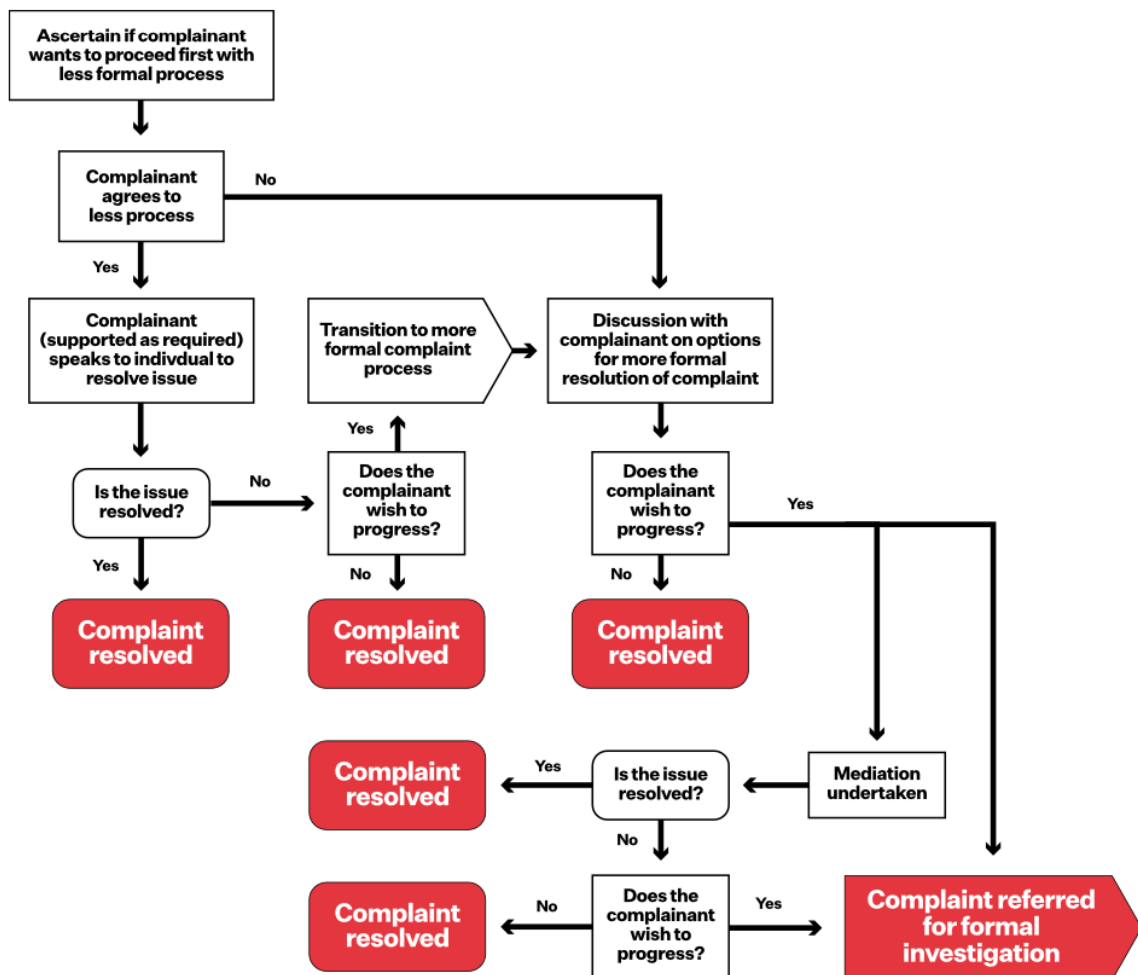 Ascertain if complainant
wants to proceed first with
less formal process
Complainant
agrees to
less process
No
Yes
Complainant
(supported as required)
speaks to indivdual to
resolve issue
Transition to more
formal complaint
process
Discussion with
complainant on options
for more formal
resolution of complaint
Yes
Is the issue
resolved?
No
Does the
complainant
wish to
progress?
Does the
complainant
wish to
progress?
Yes
Yes
No
No
Complaint
resolved
Complaint
resolved
Complaint
resolved
Complaint
resolved
Yes
Is the issue
resolved?
Mediation
undertaken
No
Complaint
resolved
No
Does the
complainant
wish to
progress?
Yes
Complaint referred
for formal
investigation